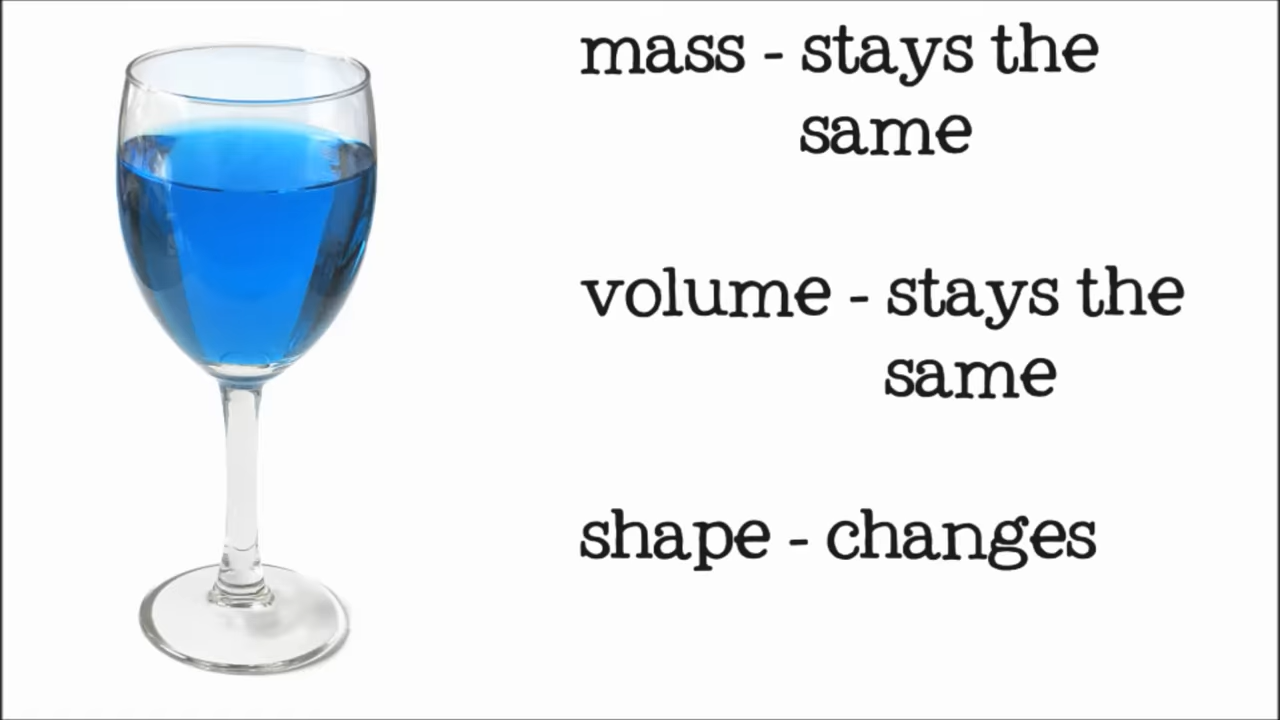 mass - stays the
same
volume - stays the
same
shape - changes